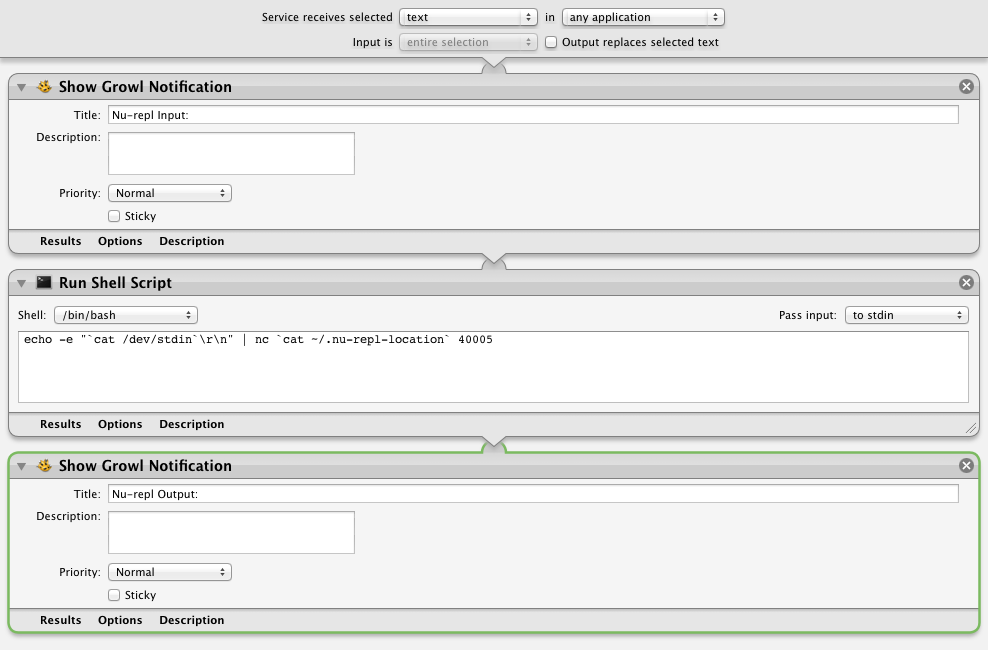 Service receives selected text in any application
Input is entire selection Output replaces selected text
Show Growl Notification
Title: Nu-repl Input:
Description:
Priority: Normal
Sticky
Results Options Description
Run Shell Script
Shell: /bin/bash Pass input: to stdin
echo -e "`cat /dev/stdin`\r\n" | nc `cat ~/.nu-repl-location` 40005
Results Options Description
Show Growl Notification
Title: Nu-repl Output:
Description:
Priority: Normal
Sticky
Results Options Description